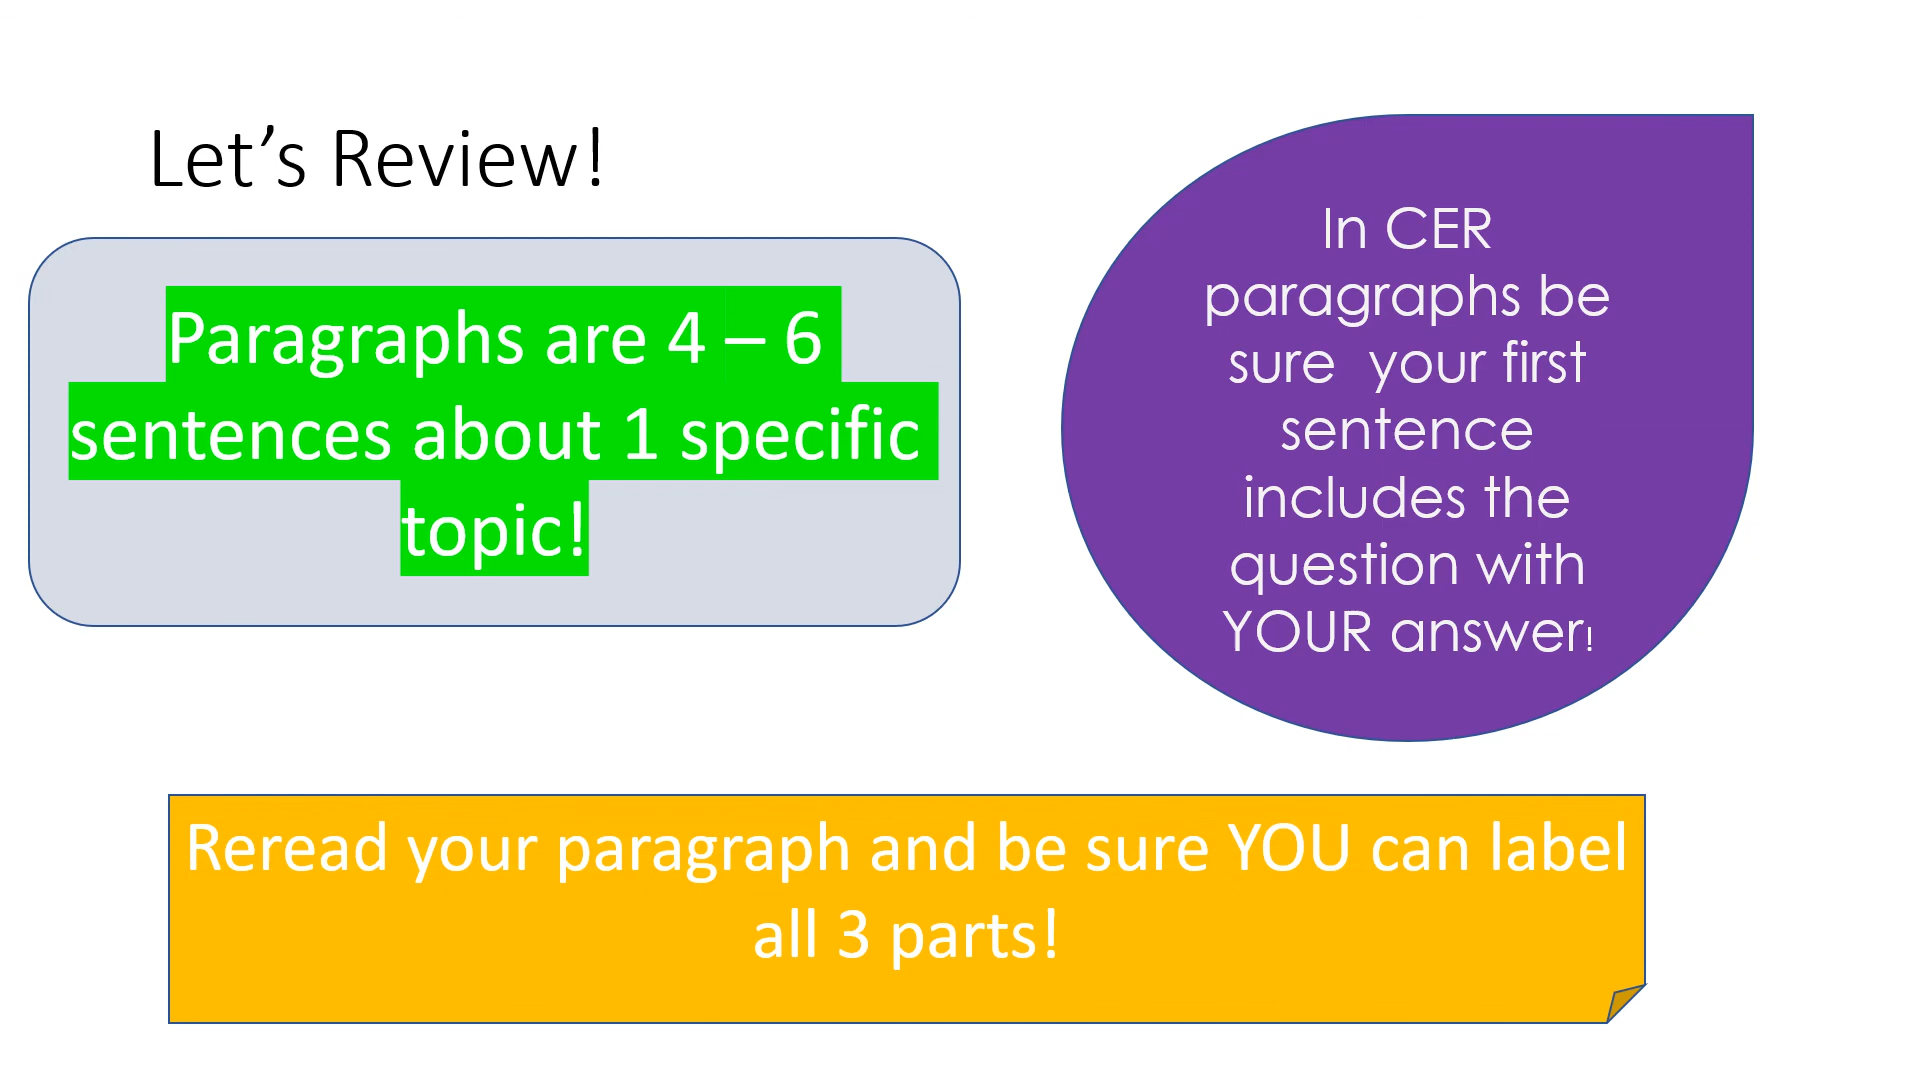 Let’s Review!
Paragraphs are 4 – 6
sentences about 1 specific
topic!
In CER
paragraphs be
sure  your first
sentence
includes the
question with
YOUR answer!
Reread your paragraph and be sure YOU can label
all 3 parts!